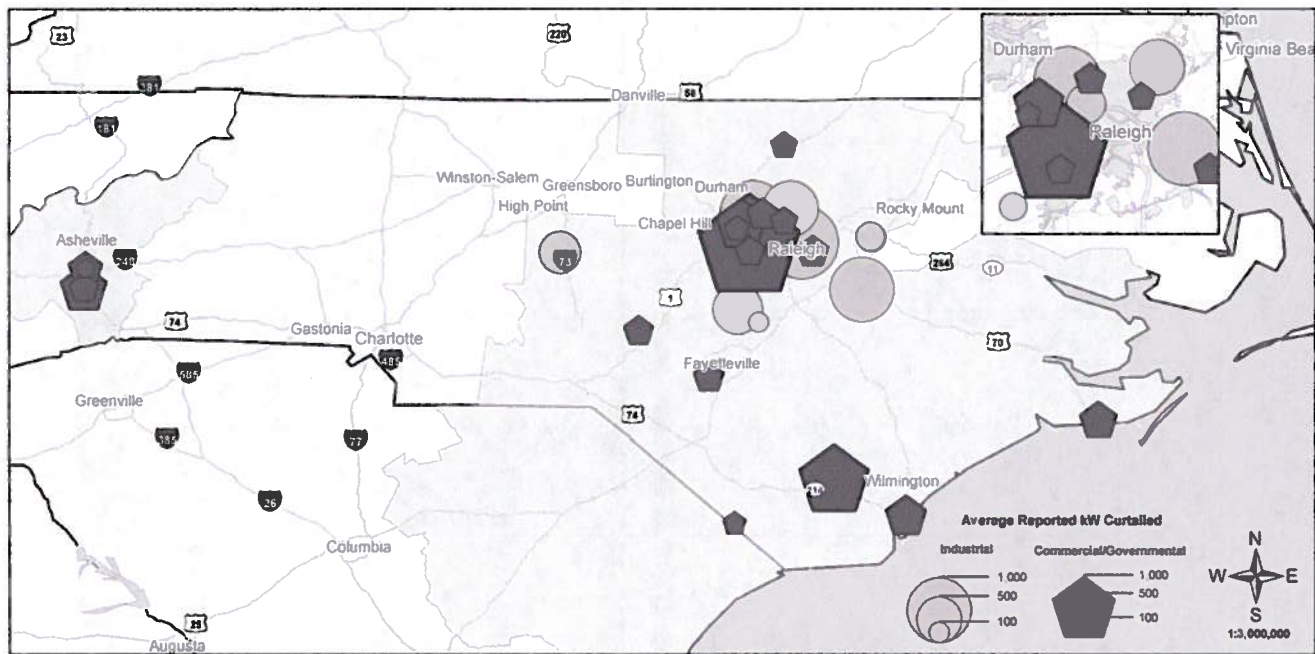 23
220
Durham
Virginia Bea
381
Danville
58
181
Raleigh
Winston-Salem
Greensboro
Burlington
Durham
High Point
Chapel Hill
Rocky Mount
Asheville
240
73
Raleigh
264
11
1
74
Gastonia
Charlotte
485
70
585
Fayetteville
Greenville
74
385
77
26
Wilmington
Columbia
Average Reported kW Curtailed
Industrial
Commercial/Governmental
1,000
500
100
1,000
500
100
N
W
E
S
1:3,000,000
25
Augusta